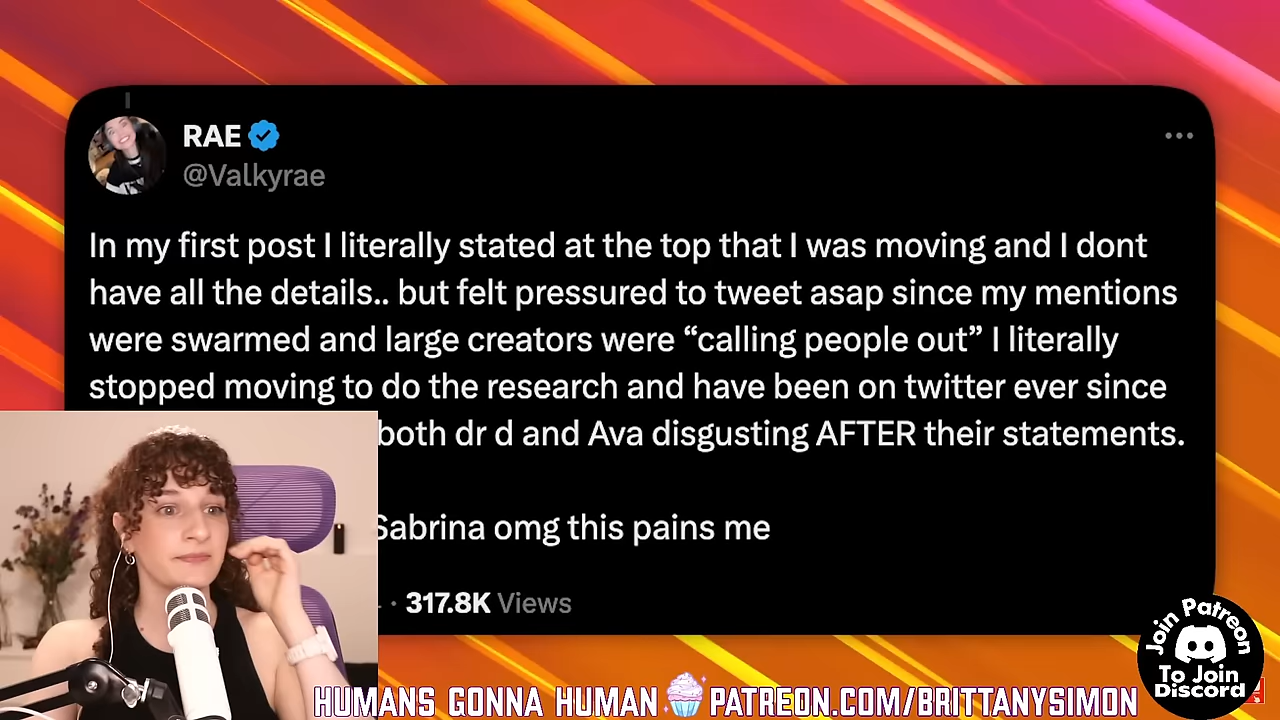 RAE
@Valkyrae
In my first post I literally stated at the top that I was moving and I dont
have all the details.. but felt pressured to tweet asap since my mentions
were swarmed and large creators were “calling people out” I literally
stopped moving to do the research and have been on twitter ever since
both dr d and Ava disgusting AFTER their statements.
Sabrina omg this pains me
· 317.8K Views
Join Patreon
To Join
Discord
HUMANS GONNA HUMAN PATREON.COM/BRITTANYSIMON